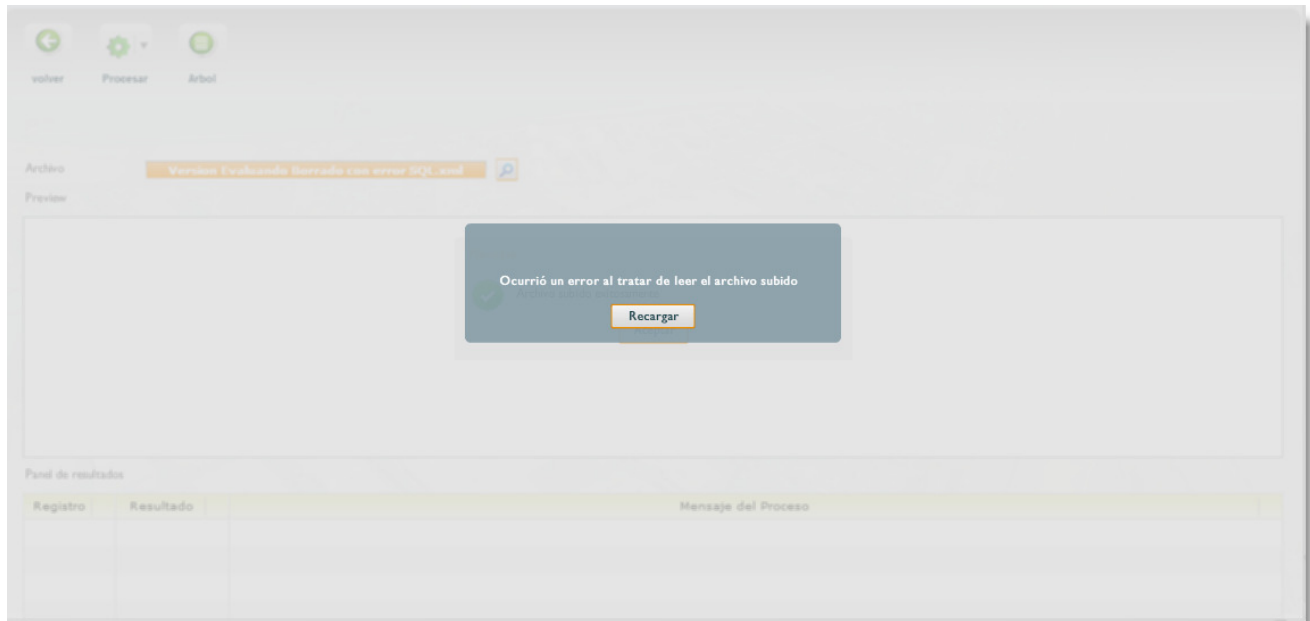 volver Procesar Arbol
Archivo Version Evaluando Borrado con error SQL.xml
Preview
Ocurrió un error al tratar de leer el archivo subido
Recargar
Panel de resultados
Registro Resultado Mensaje del Proceso